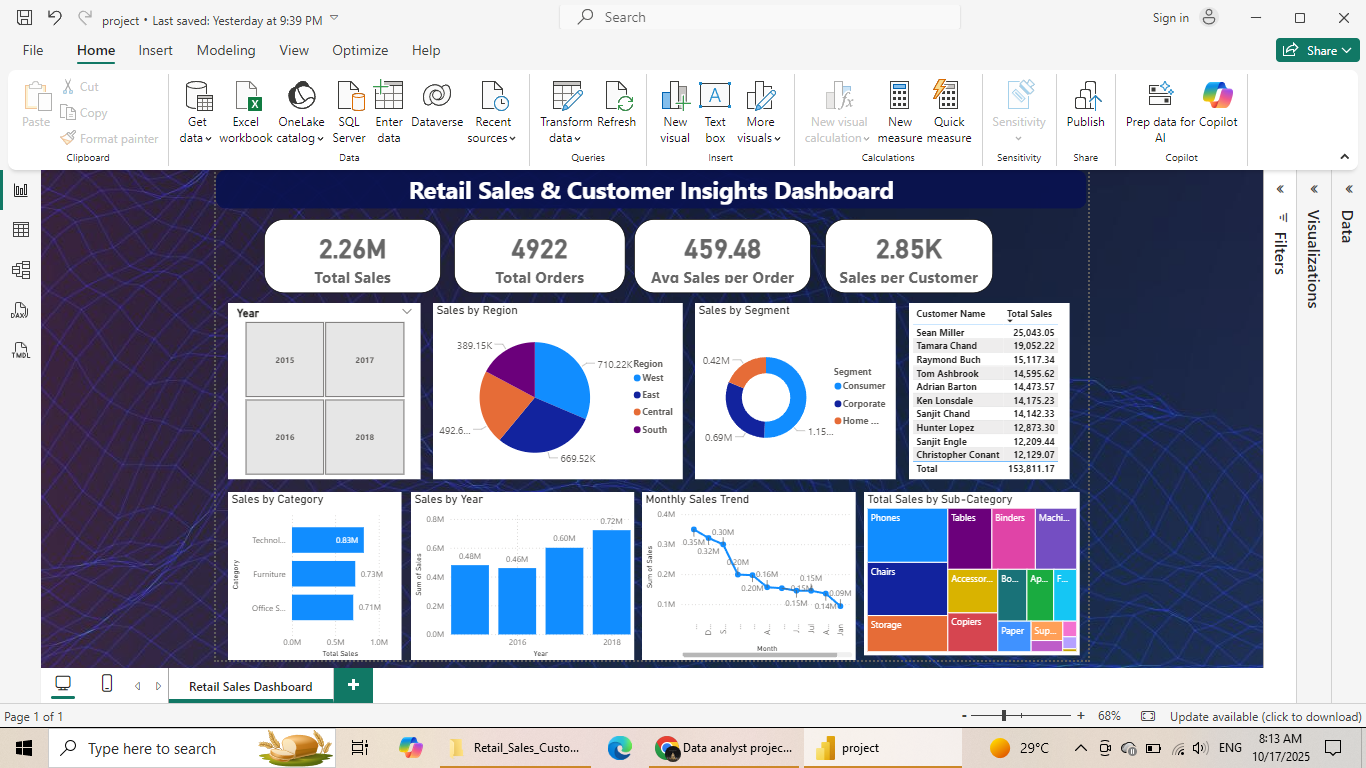 project • Last saved: Yesterday at 9:39 PM
Search
Sign in
File Home Insert Modeling View Optimize Help
Share
Paste
Cut
Copy
Format painter
Clipboard
Get data
Excel workbook
OneLake catalog
SQL Server
Enter data
Dataverse
Recent sources
Data
Transform data
Refresh
Queries
New visual
Text box
More visuals
Insert
New visual calculation
New measure
Quick measure
Calculations
Sensitivity
Sensitivity
Publish
Share
Prep data for AI
Copilot
Copilot
DAX
TMDL
Retail Sales & Customer Insights Dashboard
2.26M
Total Sales
4922
Total Orders
459.48
Avg Sales per Order
2.85K
Sales per Customer
Year
2015 2017
2016 2018
Sales by Region
389.15K
710.22K
492.6...
669.52K
Region
West
East
Central
South
Sales by Segment
0.42M
0.69M
1.15...
Segment
Consumer
Corporate
Home ...
Customer Name Total Sales
Sean Miller 25,043.05
Tamara Chand 19,052.22
Raymond Buch 15,117.34
Tom Ashbrook 14,595.62
Adrian Barton 14,473.57
Ken Lonsdale 14,175.23
Sanjit Chand 14,142.33
Hunter Lopez 12,873.30
Sanjit Engle 12,209.44
Christopher Conant 12,129.07
Total 153,811.17
Sales by Category
Category
Technol... 0.83M
Furniture 0.73M
Office S... 0.71M
0.0M 0.5M 1.0M
Total Sales
Sales by Year
Sum of Sales
0.8M
0.6M
0.4M
0.2M
0.0M
0.48M
0.46M
0.60M
0.72M
2016 2018
Year
Monthly Sales Trend
Sum of Sales
0.4M
0.3M
0.2M
0.1M
0.35M
0.32M
0.30M
0.20M
0.20M
0.16M
0.15M
0.15M
0.15M
0.14M
0.09M
D... S... A... J... Jul A... Jan
Month
Total Sales by Sub-Category
Phones
Chairs
Storage
Tables
Binders
Machi...
Accessor...
Bo...
Ap...
F...
Copiers
Paper
Sup...
Filters
Visualizations
Data
Retail Sales Dashboard
Page 1 of 1
68%
Update available (click to download)
Type here to search
Retail_Sales_Custo...
Data analyst projec...
project
29°C
ENG
8:13 AM
10/17/2025